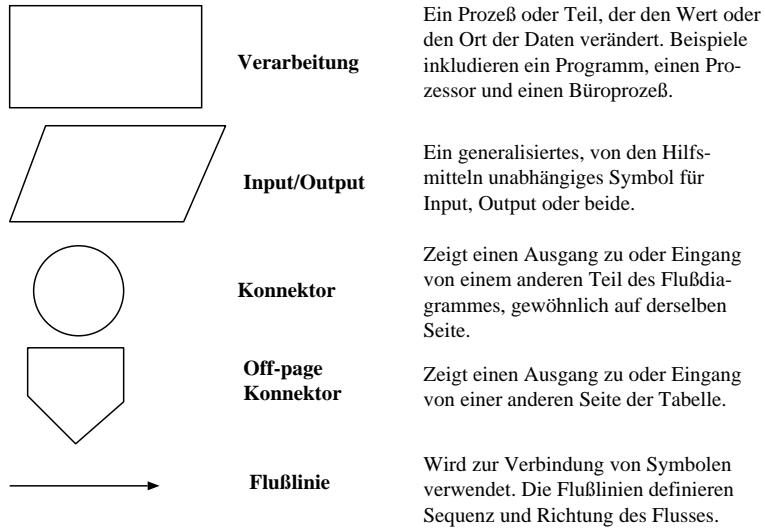 Verarbeitung
Ein Prozeß oder Teil, der den Wert oder
den Ort der Daten verändert. Beispiele
inkludieren ein Programm, einen Pro-
zessor und einen Büroprozeß.
Input/Output
Ein generalisiertes, von den Hilfs-
mitteln unabhängiges Symbol für
Input, Output oder beide.
Konnektor
Zeigt einen Ausgang zu oder Eingang
von einem anderen Teil des Flußdia-
grammes, gewöhnlich auf derselben
Seite.
Off-page
Konnektor
Zeigt einen Ausgang zu oder Eingang
von einer anderen Seite der Tabelle.
Flußlinie
Wird zur Verbindung von Symbolen
verwendet. Die Flußlinien definieren
Sequenz und Richtung des Flusses.